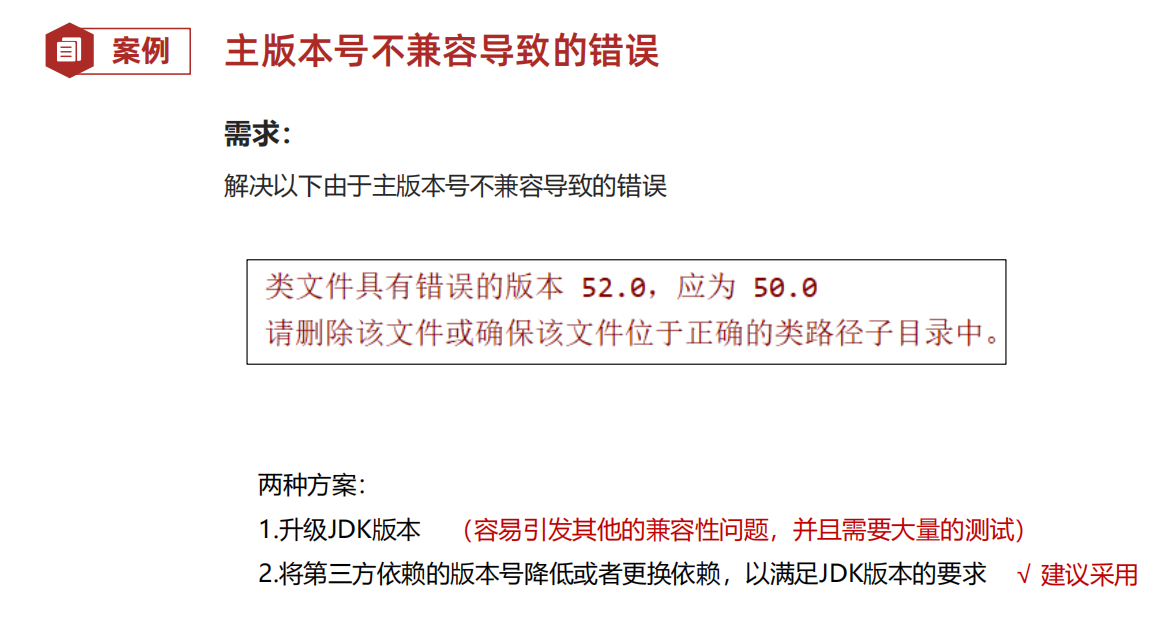 案例
主版本号不兼容导致的错误
需求：
解决以下由于主版本号不兼容导致的错误
类文件具有错误的版本 52.0，应为 50.0
请删除该文件或确保该文件位于正确的类路径子目录中。
两种方案：
1.升级JDK版本 （容易引发其他的兼容性问题，并且需要大量的测试）
2.将第三方依赖的版本号降低或者更换依赖，以满足JDK版本的要求 √ 建议采用